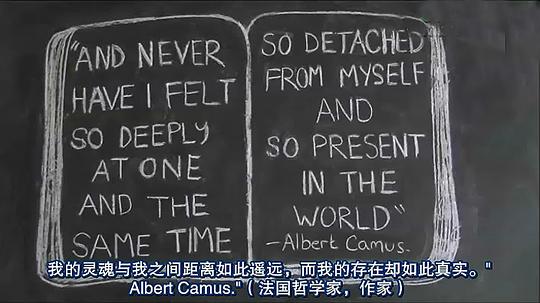 "AND NEVER
HAVE I FELT
SO DEEPLY
AT ONE
AND THE
SAME TIME
SO DETACHED
FROM MYSELF
AND
SO PRESENT
IN THE
WORLD"
-Albert Camus.
我的灵魂与我之间距离如此遥远，而我的存在却如此真实。"
Albert Camus."（法国哲学家，作家）